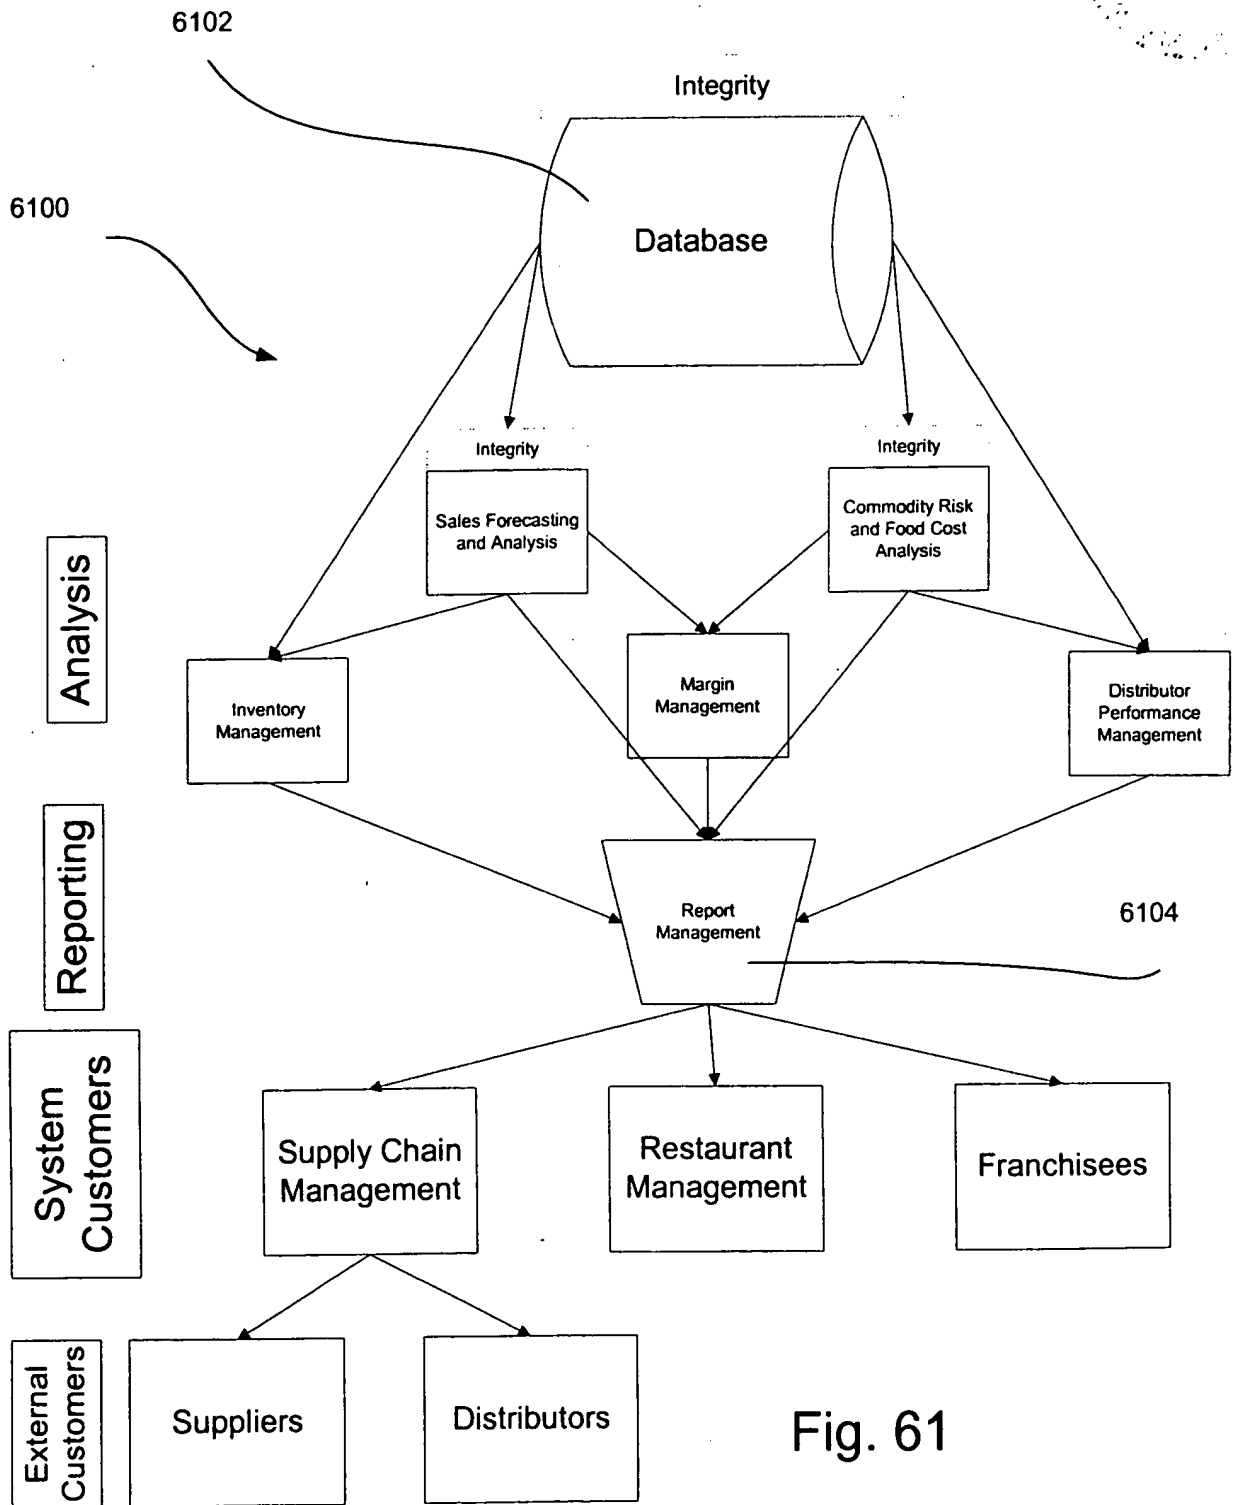 6102
Integrity
6100
Database
Integrity
Integrity
Sales Forecasting
and Analysis
Commodity Risk
and Food Cost
Analysis
Analysis
Inventory
Management
Margin
Management
Distributor
Performance
Management
Reporting
Report
Management
6104
System
Customers
Supply Chain
Management
Restaurant
Management
Franchisees
External
Customers
Suppliers
Distributors
Fig. 61